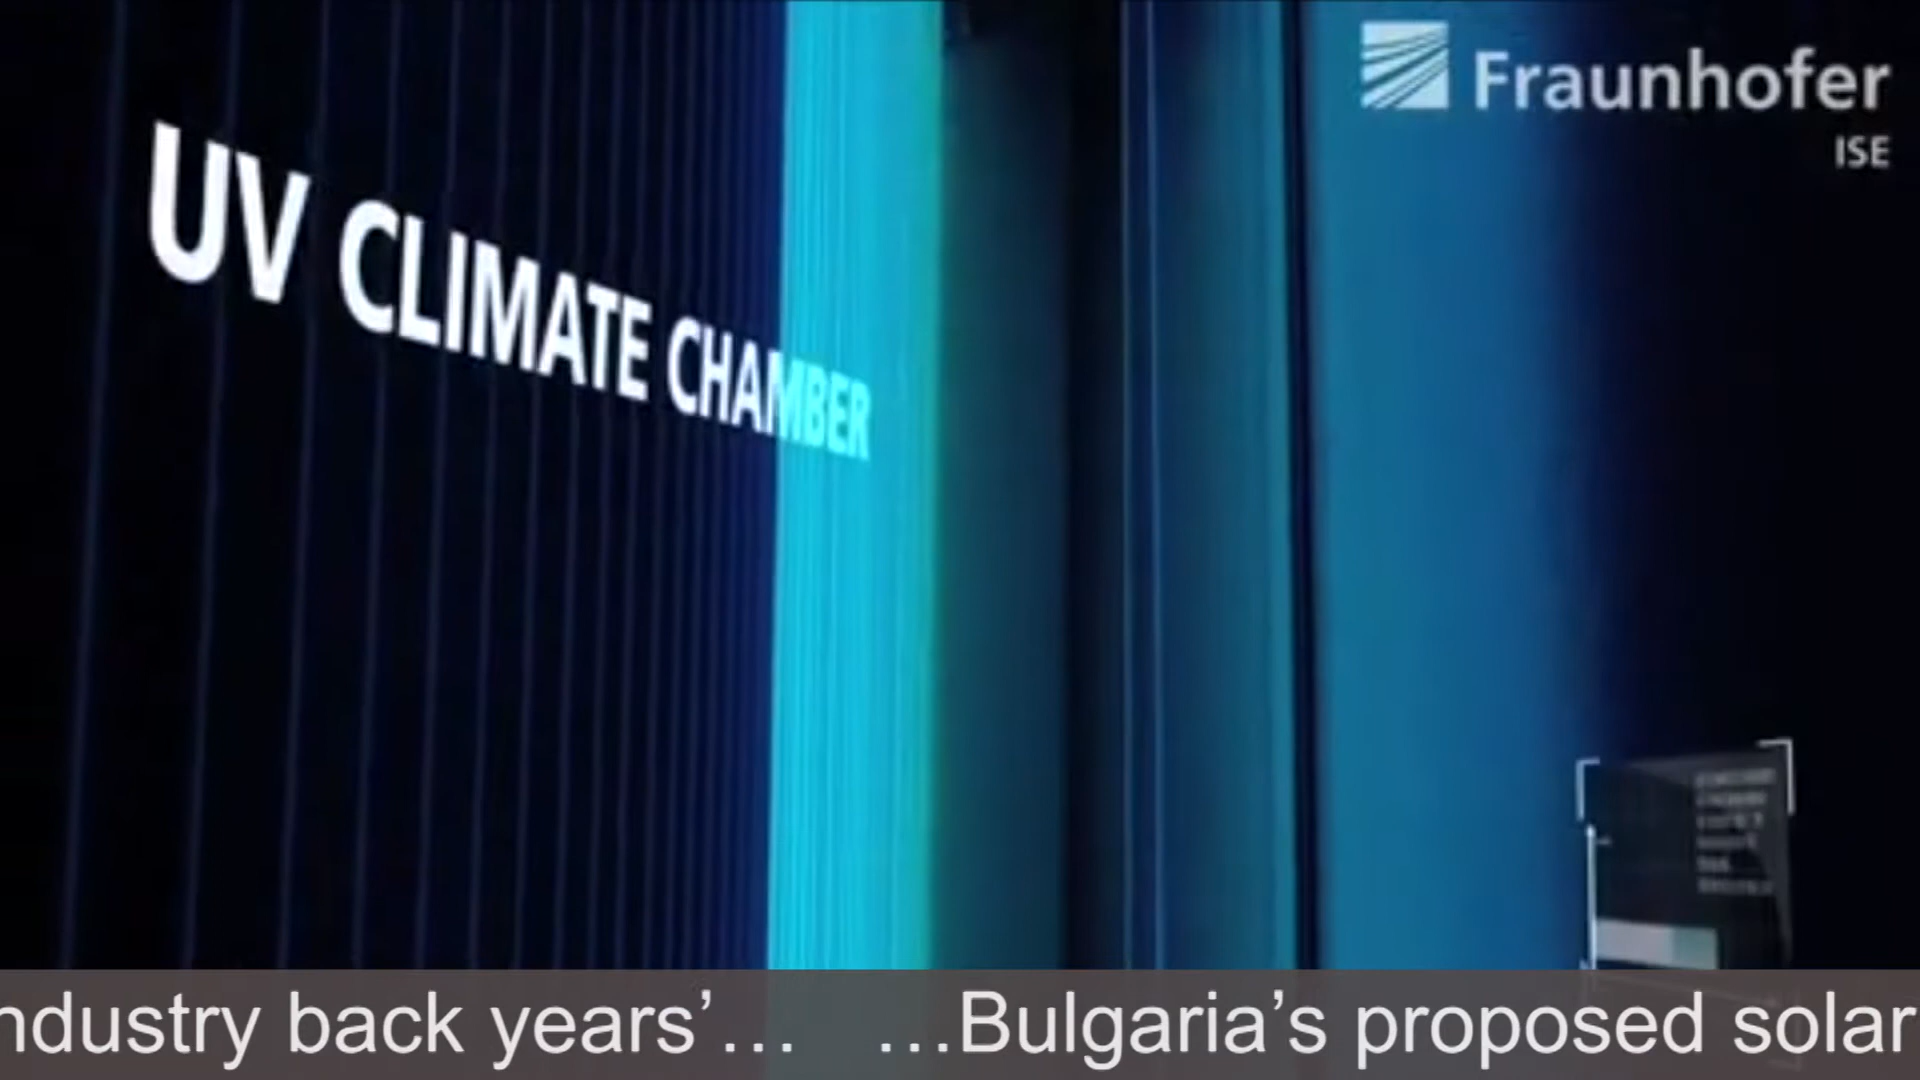 Fraunhofer
ISE
UV CLIMATE CHAMBER
ndustry back years’... ...Bulgaria’s proposed solar